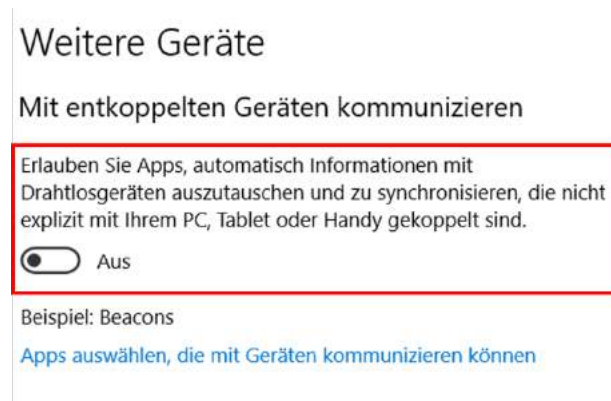 Weitere Geräte
Mit entkoppelten Geräten kommunizieren
Erlauben Sie Apps, automatisch Informationen mit
Drahtlosgeräten auszutauschen und zu synchronisieren, die nicht
explizit mit Ihrem PC, Tablet oder Handy gekoppelt sind.
Aus
Beispiel: Beacons
Apps auswählen, die mit Geräten kommunizieren können